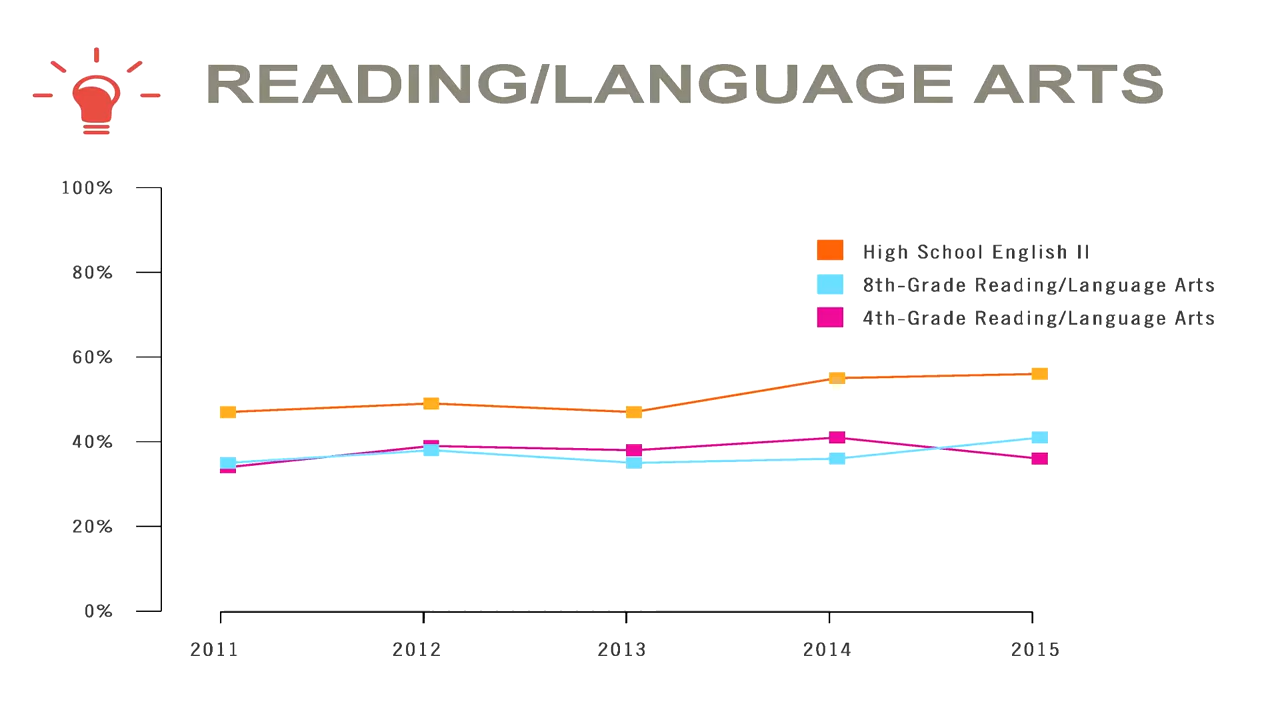 READING/LANGUAGE ARTS
100%
80%
60%
40%
20%
0%
High School English II
8th-Grade Reading/Language Arts
4th-Grade Reading/Language Arts
2011 2012 2013 2014 2015